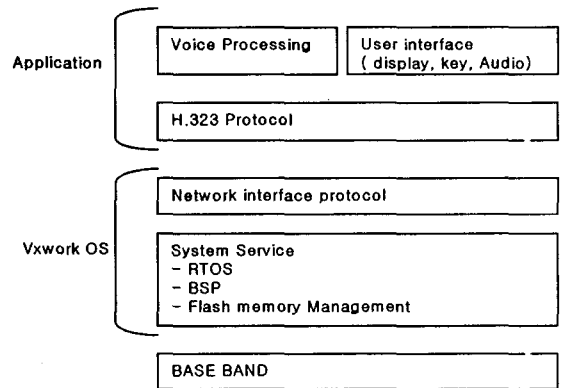 Application
Voice Processing
User interface
( display, key, Audio)
H.323 Protocol
Vxwork OS
Network interface protocol
System Service
- RTOS
- BSP
- Flash memory Management
BASE BAND